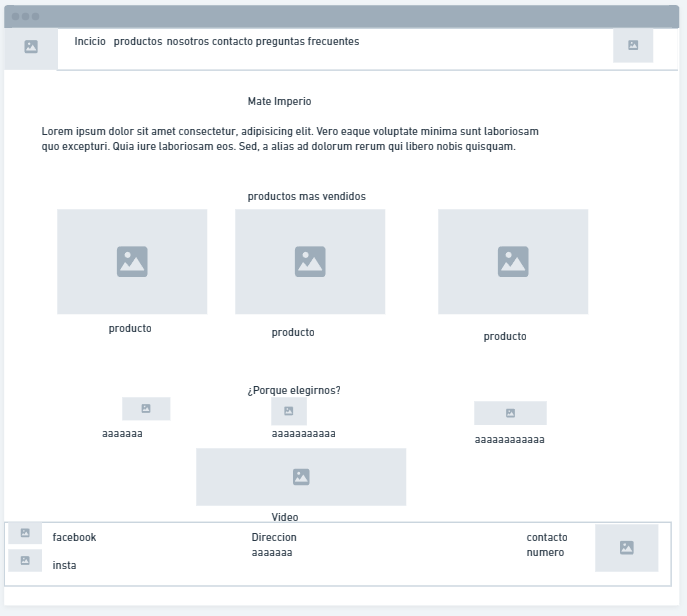 Incicio productos nosotros contacto preguntas frecuentes
Mate Imperio
Lorem ipsum dolor sit amet consectetur, adipisicing elit. Vero eaque voluptate minima sunt laboriosam
quo excepturi. Quia iure laboriosam eos. Sed, a alias ad dolorum rerum qui libero nobis quisquam.
productos mas vendidos
producto
producto
producto
¿Porque elegirnos?
aaaaaaa
aaaaaaaaaaa
aaaaaaaaaaaa
Video
facebook
insta
Direccion
aaaaaaa
contacto
numero